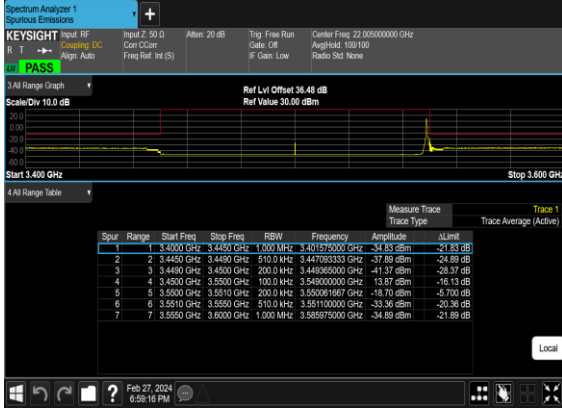 Spectrum Analyzer 1
Spurious Emissions
+
KEYSIGHT Input: RF Input Z: 50 Ω Atten: 20 dB Trig: Free Run Center Freq: 22.005000000 GHz
R T Coupling: DC Corr CCorr Gate: Off Avg|Hold: 100/100
Align: Auto Freq Ref: Int (S) IF Gain: Low Radio Std: None
LXI PASS
3 All Range Graph Ref Lvl Offset 36.48 dB
Scale/Div 10.0 dB Ref Value 30.00 dBm
20.0
0.00
-20.0
-40.0
-60.0
Start 3.400 GHz Stop 3.600 GHz
4 All Range Table
Measure Trace Trace 1
Trace Type Trace Average (Active)
Spur Range Start Freq Stop Freq RBW Frequency Amplitude ΔLimit
1 1 3.4000 GHz 3.4450 GHz 1.000 MHz 3.401575000 GHz -34.83 dBm -21.83 dB
2 2 3.4450 GHz 3.4490 GHz 510.0 kHz 3.447093333 GHz -37.89 dBm -24.89 dB
3 3 3.4490 GHz 3.4500 GHz 200.0 kHz 3.449365000 GHz -41.37 dBm -28.37 dB
4 4 3.4500 GHz 3.5500 GHz 100.0 kHz 3.549000000 GHz 13.87 dBm -16.13 dB
5 5 3.5500 GHz 3.5510 GHz 200.0 kHz 3.550061667 GHz -18.70 dBm -5.700 dB
6 6 3.5510 GHz 3.5550 GHz 510.0 kHz 3.551100000 GHz -33.36 dBm -20.36 dB
7 7 3.5550 GHz 3.6000 GHz 1.000 MHz 3.585975000 GHz -34.89 dBm -21.89 dB
Local
? Feb 27, 2024
6:59:16 PM